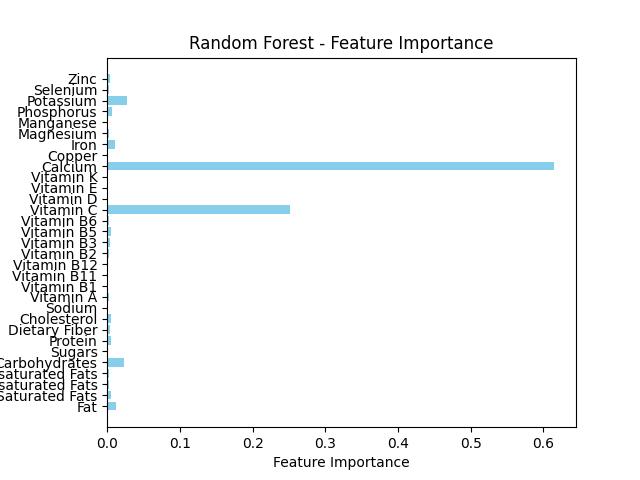 Random Forest - Feature Importance
Zinc
Selenium
Potassium
Phosphorus
Manganese
Magnesium
Iron
Copper
Calcium
Vitamin K
Vitamin E
Vitamin D
Vitamin C
Vitamin B6
Vitamin B5
Vitamin B3
Vitamin B2
Vitamin B12
Vitamin B11
Vitamin B1
Vitamin A
Sodium
Cholesterol
Dietary Fiber
Protein
Sugars
Carbohydrates
saturated Fats
saturated Fats
Saturated Fats
Fat
0.0 0.1 0.2 0.3 0.4 0.5 0.6
Feature Importance